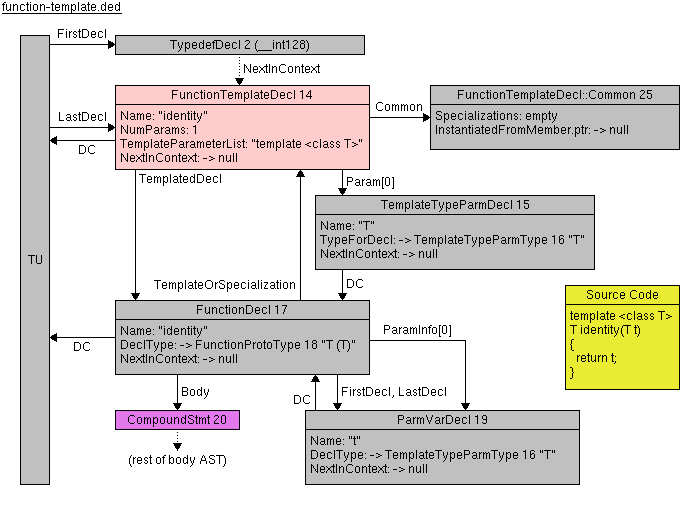 function-template.ded
FirstDecl
TypedefDecl 2 (__int128)
NextInContext
FunctionTemplateDecl 14
Name: "identity"
NumParams: 1
TemplateParameterList: "template <class T>"
NextInContext: -> null
LastDecl
DC
Common
FunctionTemplateDecl::Common 25
Specializations: empty
InstantiatedFromMember.ptr: -> null
TemplatedDecl
Param[0]
TemplateTypeParmDecl 15
Name: "T"
TypeForDecl: -> TemplateTypeParmType 16 "T"
NextInContext: -> null
TU
TemplateOrSpecialization
DC
FunctionDecl 17
Name: "identity"
DeclType: -> FunctionProtoType 18 "T (T)"
NextInContext: -> null
DC
ParamInfo[0]
Source Code
template <class T>
T identity(T t)
{
return t;
}
Body
DC
FirstDecl, LastDecl
CompoundStmt 20
(rest of body AST)
ParmVarDecl 19
Name: "t"
DeclType: -> TemplateTypeParmType 16 "T"
NextInContext: -> null